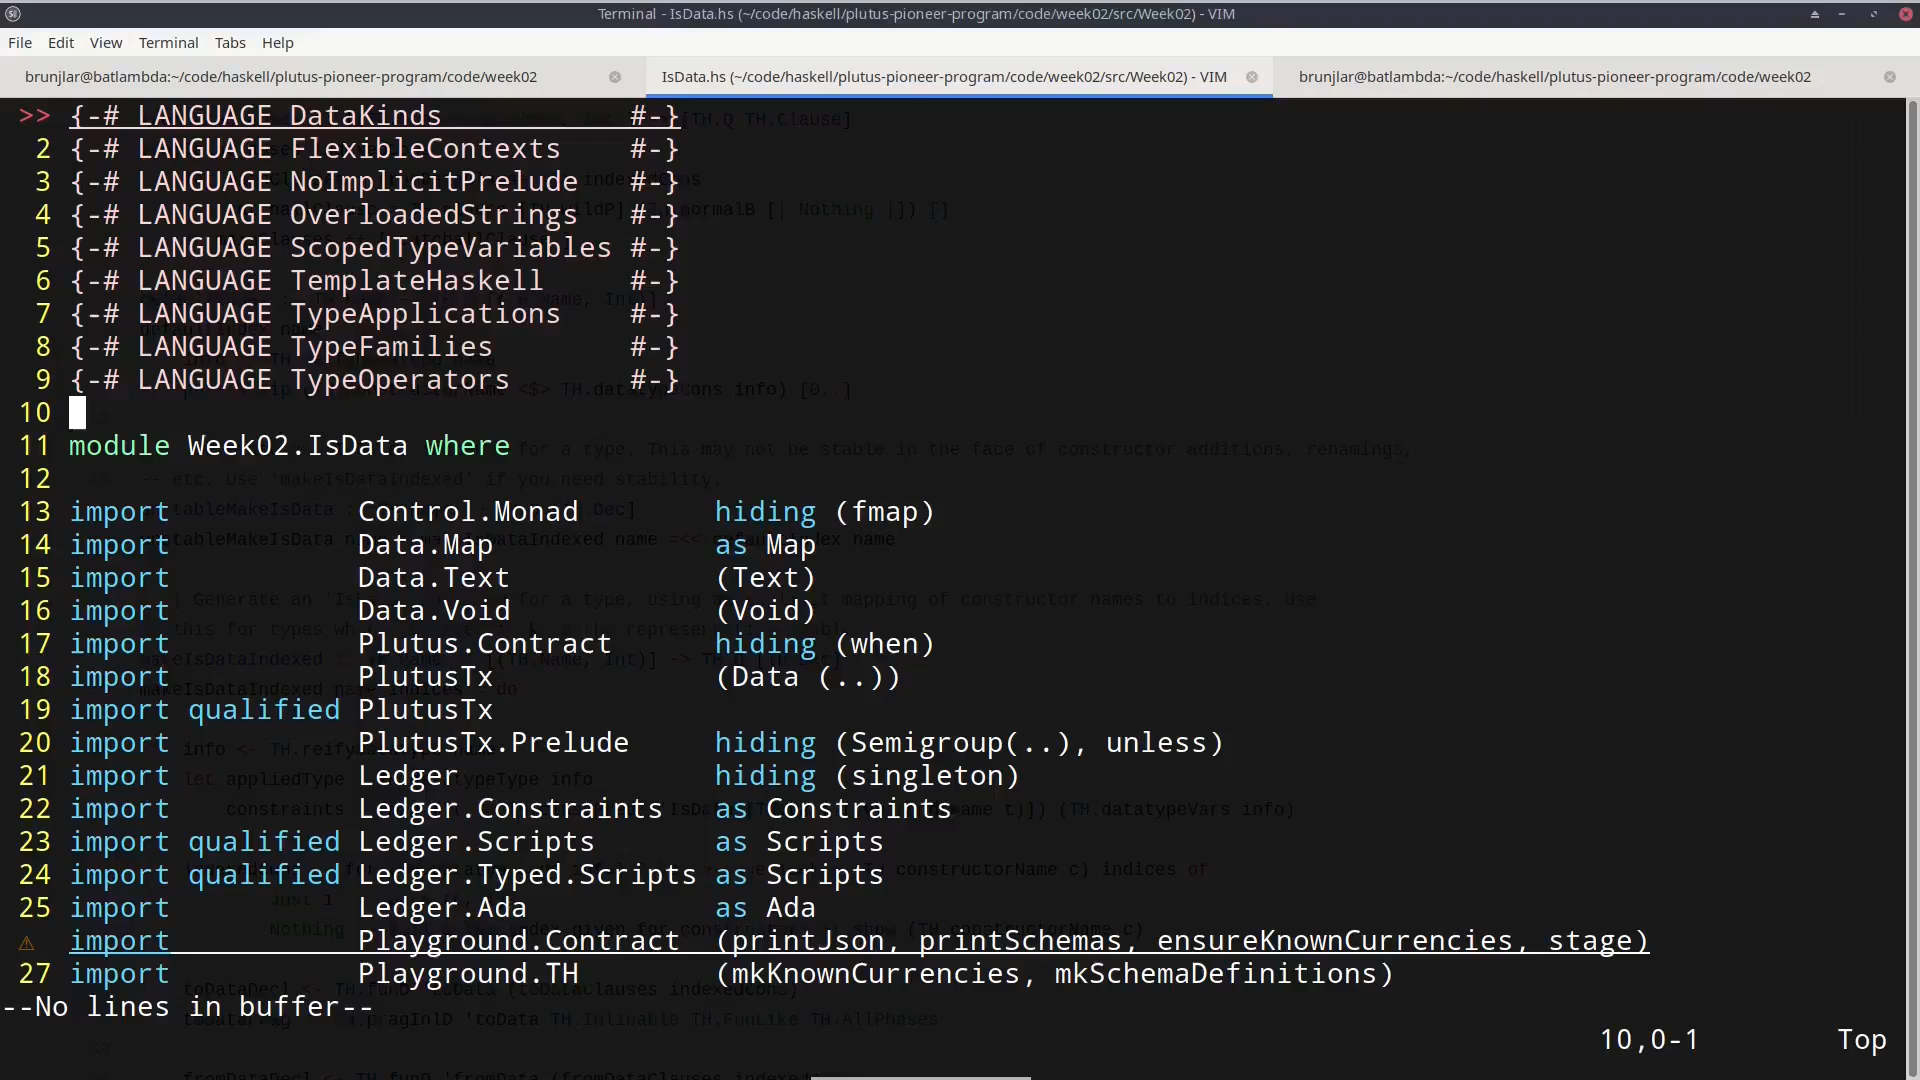 Terminal - IsData.hs (~/code/haskell/plutus-pioneer-program/code/week02/src/Week02) - VIM
File Edit View Terminal Tabs Help
brunjlar@batlambda:~/code/haskell/plutus-pioneer-program/code/week02
IsData.hs (~/code/haskell/plutus-pioneer-program/code/week02/src/Week02) - VIM
brunjlar@batlambda:~/code/haskell/plutus-pioneer-program/code/week02
>> {-# LANGUAGE DataKinds #-}
2 {-# LANGUAGE FlexibleContexts #-}
3 {-# LANGUAGE NoImplicitPrelude #-}
4 {-# LANGUAGE OverloadedStrings #-}
5 {-# LANGUAGE ScopedTypeVariables #-}
6 {-# LANGUAGE TemplateHaskell #-}
7 {-# LANGUAGE TypeApplications #-}
8 {-# LANGUAGE TypeFamilies #-}
9 {-# LANGUAGE TypeOperators #-}
10
11 module Week02.IsData where
12
13 import Control.Monad hiding (fmap)
14 import Data.Map as Map
15 import Data.Text (Text)
16 import Data.Void (Void)
17 import Plutus.Contract hiding (when)
18 import PlutusTx (Data (..))
19 import qualified PlutusTx
20 import PlutusTx.Prelude hiding (Semigroup(..), unless)
21 import Ledger hiding (singleton)
22 import Ledger.Constraints as Constraints
23 import qualified Ledger.Scripts as Scripts
24 import qualified Ledger.Typed.Scripts as Scripts
25 import Ledger.Ada as Ada
⚠ import Playground.Contract (printJson, printSchemas, ensureKnownCurrencies, stage)
27 import Playground.TH (mkKnownCurrencies, mkSchemaDefinitions)
--No lines in buffer--
10,0-1 Top